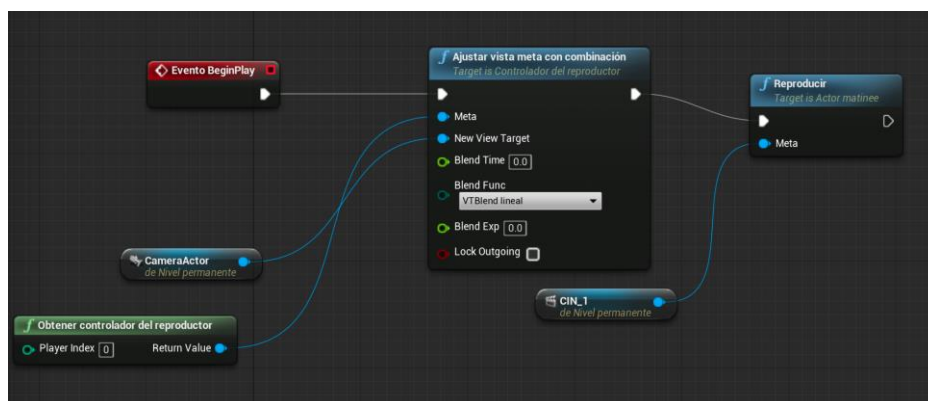 Evento BeginPlay
Ajustar vista meta con combinación
Target is Controlador del reproductor
Meta
New View Target
Blend Time 0.0
Blend Func
VTBlend lineal
Blend Exp 0.0
Lock Outgoing
Reproducir
Target is Actor matinee
Meta
CameraActor
de Nivel permanente
CIN_1
de Nivel permanente
Obtener controlador del reproductor
Player Index 0 Return Value